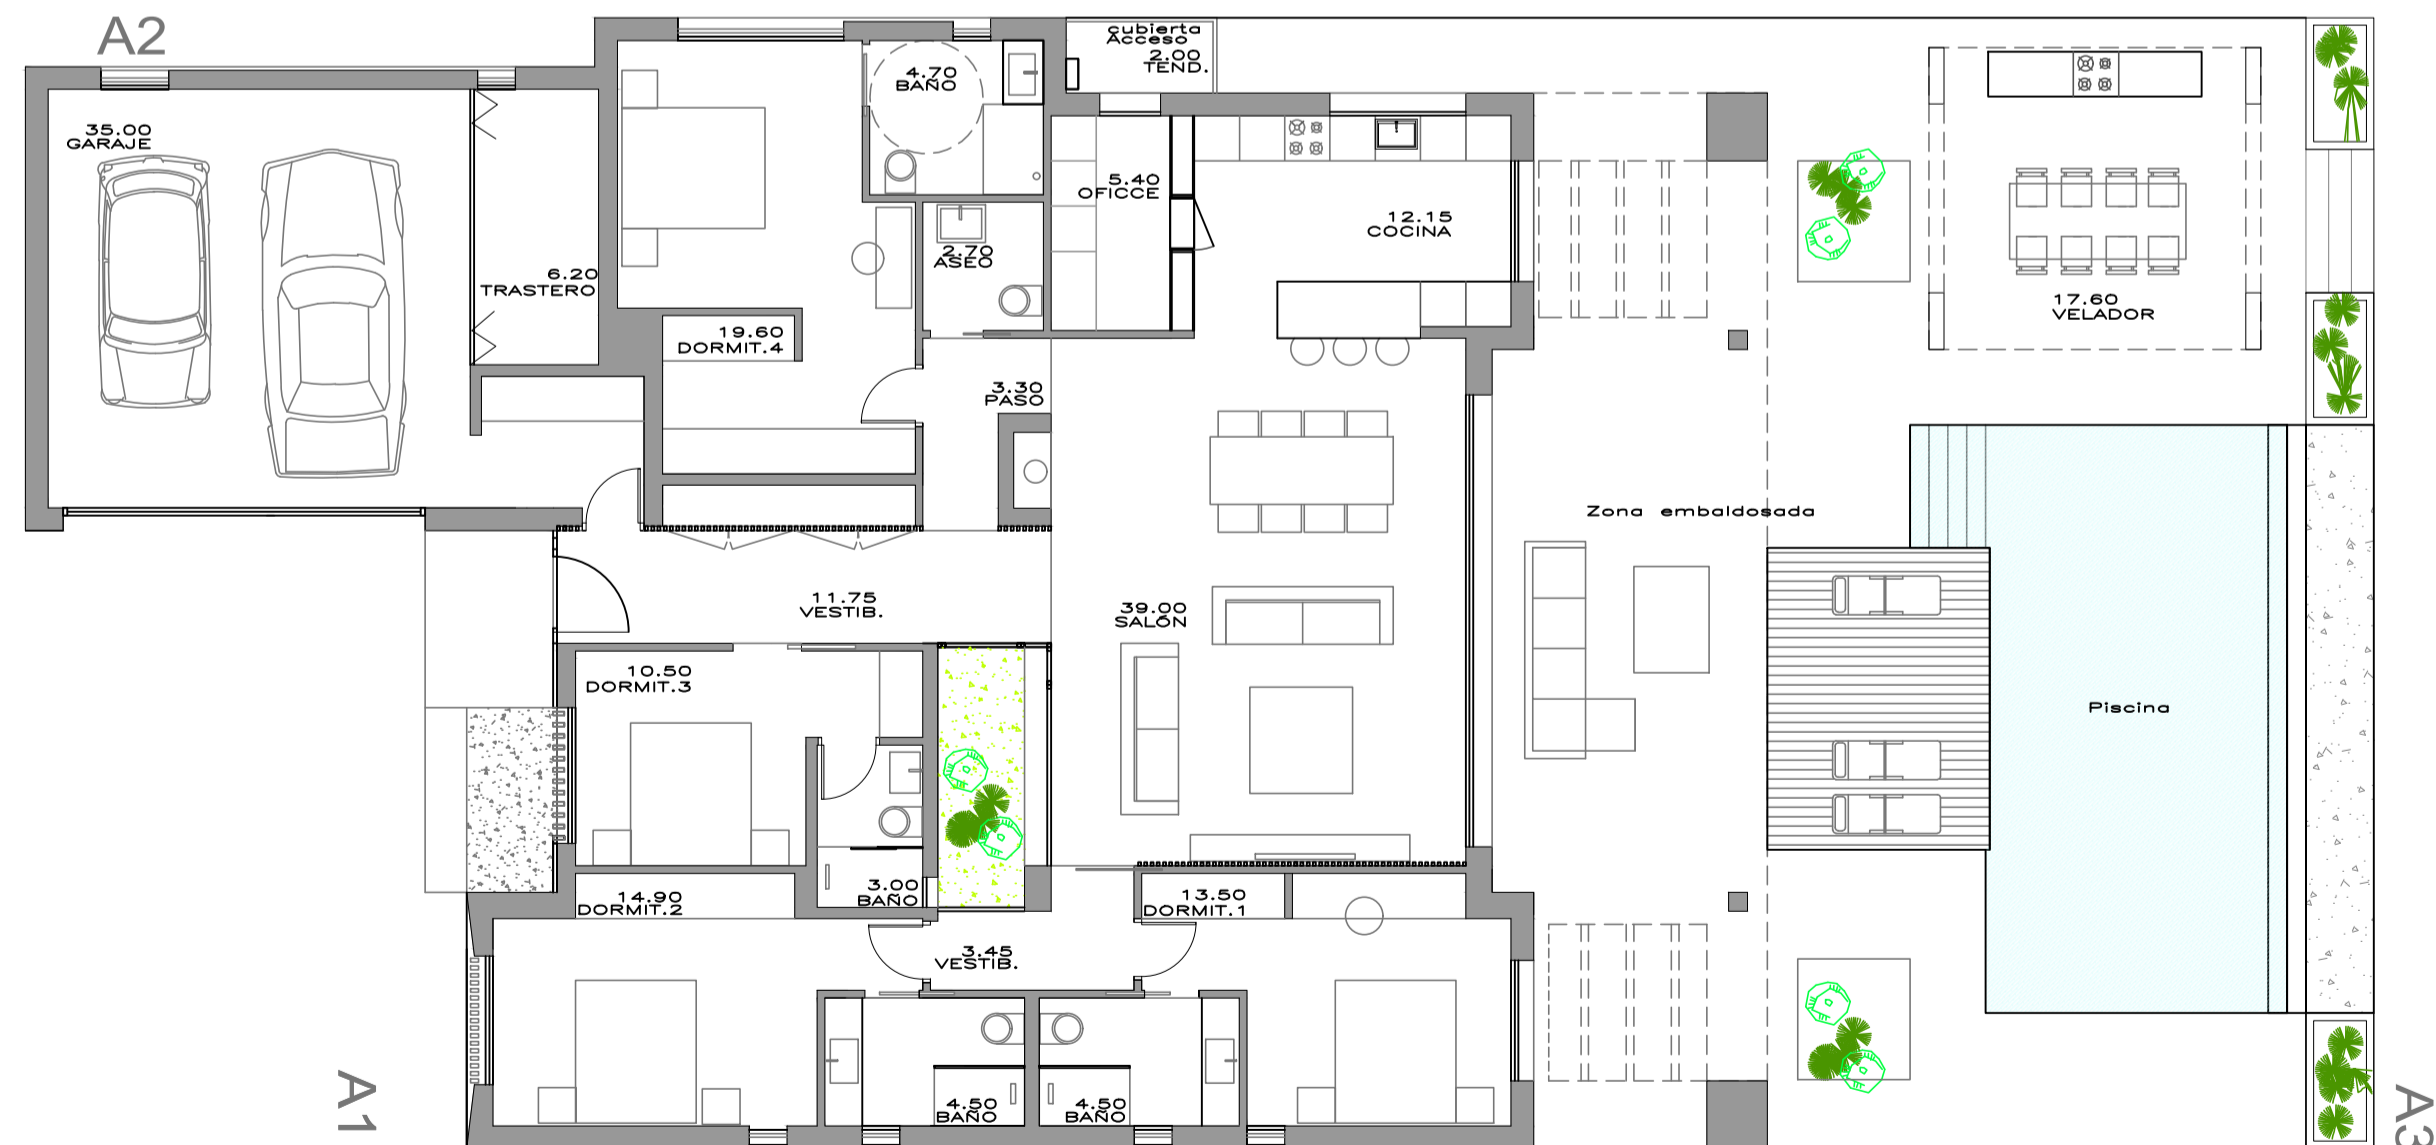 A2
cubierta
Acceso
2.00
TEND.
4.70
BAÑO
35.00
GARAJE
5.40
OFICCE
12.15
COCINA
2.70
ASEO
6.20
TRASTERO
17.60
VELADOR
19.60
DORMIT.4
3.30
PASO
Zona embaldosada
11.75
VESTIB.
39.00
SALÓN
10.50
DORMIT.3
Piscina
3.00
BAÑO
14.90
DORMIT.2
13.50
DORMIT.1
3.45
VESTIB.
4.50
BAÑO
4.50
BAÑO
A1
A3